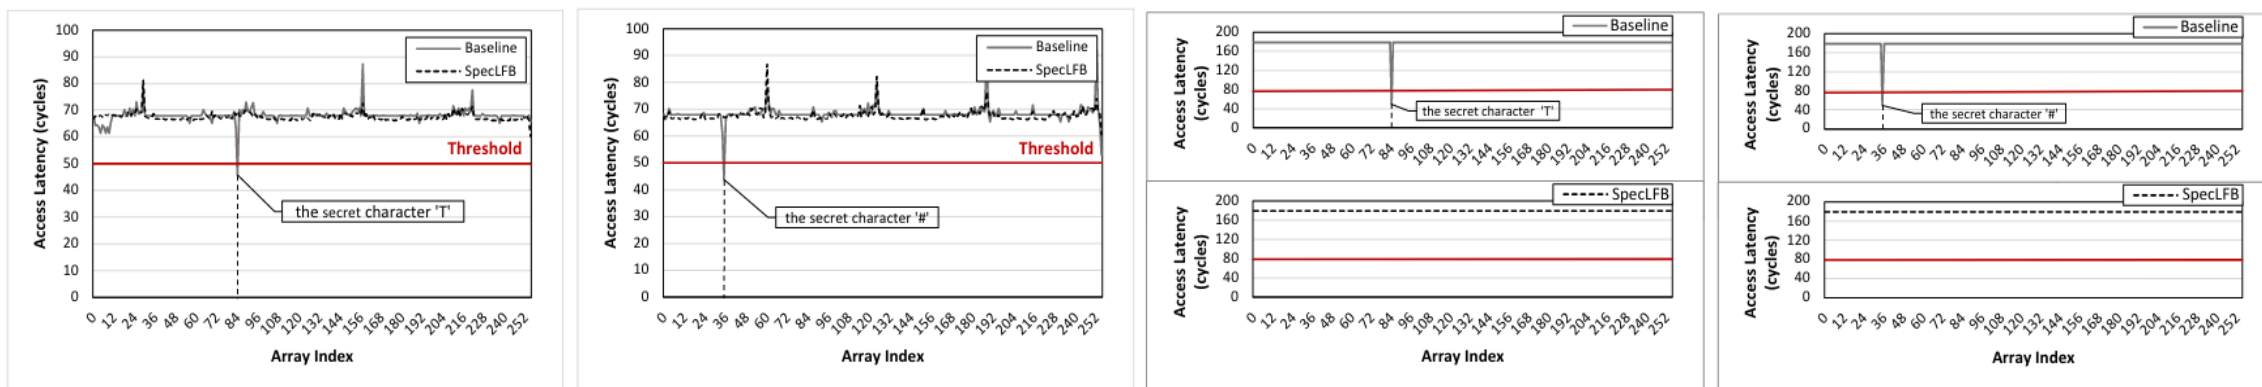 100
90
80
70
60
50
40
30
20
10
0
Access Latency (cycles)
Baseline
SpecLFB
Threshold
the secret character 'T'
0 12 24 36 48 60 72 84 96 108 120 132 144 156 168 180 192 204 216 228 240 252
Array Index
100
90
80
70
60
50
40
30
20
10
0
Access Latency (cycles)
Baseline
SpecLFB
Threshold
the secret character '#'
0 12 24 36 48 60 72 84 96 108 120 132 144 156 168 180 192 204 216 228 240 252
Array Index
200
160
120
80
40
0
Access Latency
(cycles)
Baseline
the secret character 'T'
0 12 24 36 48 60 72 84 96 108 120 132 144 156 168 180 192 204 216 228 240 252
200
160
120
80
40
0
Access Latency
(cycles)
SpecLFB
0 12 24 36 48 60 72 84 96 108 120 132 144 156 168 180 192 204 216 228 240 252
Array Index
200
160
120
80
40
0
Access Latency
(cycles)
Baseline
the secret character '#'
0 12 24 36 48 60 72 84 96 108 120 132 144 156 168 180 192 204 216 228 240 252
200
160
120
80
40
0
Access Latency
(cycles)
SpecLFB
0 12 24 36 48 60 72 84 96 108 120 132 144 156 168 180 192 204 216 228 240 252
Array Index